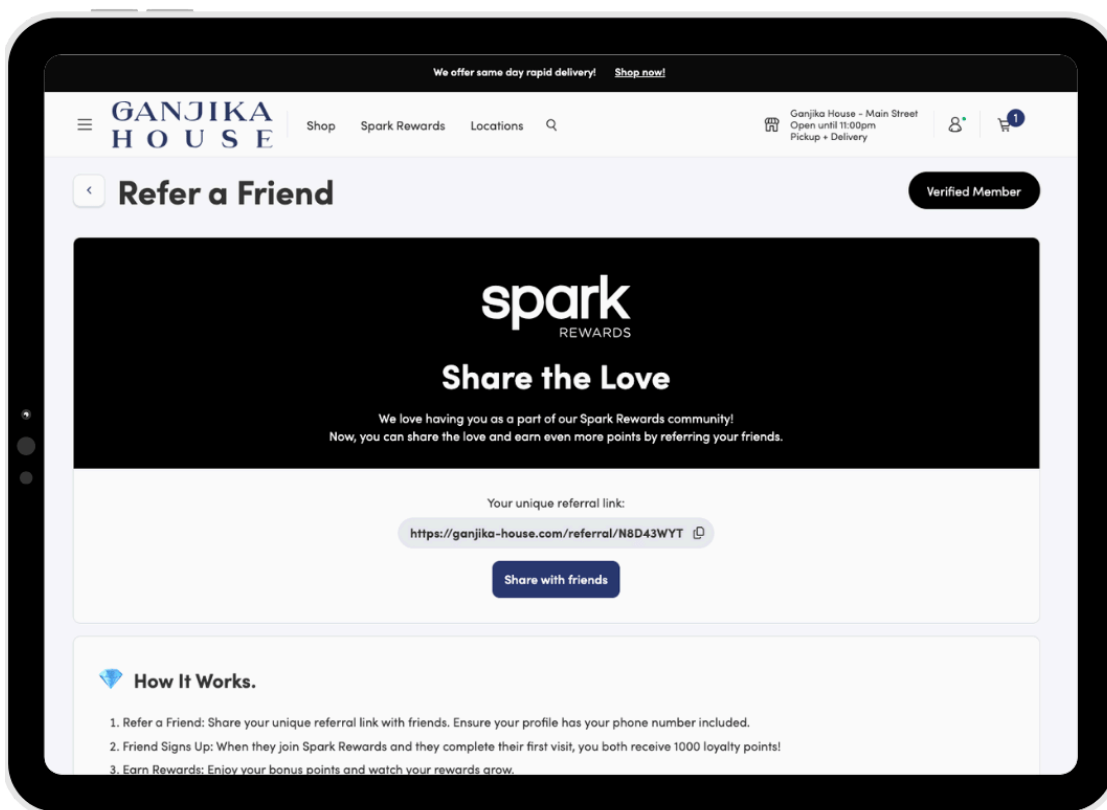 We offer same day rapid delivery! Shop now!
GANJIKA
HOUSE
Shop Spark Rewards Locations
Ganjika House - Main Street
Open until 11:00pm
Pickup + Delivery
1
Refer a Friend
Verified Member
spark
REWARDS
Share the Love
We love having you as a part of our Spark Rewards community!
Now, you can share the love and earn even more points by referring your friends.
Your unique referral link:
https://ganjika-house.com/referral/N8D43WYT
Share with friends
How It Works.
1. Refer a Friend: Share your unique referral link with friends. Ensure your profile has your phone number included.
2. Friend Signs Up: When they join Spark Rewards and they complete their first visit, you both receive 1000 loyalty points!
3. Earn Rewards: Enjoy your bonus points and watch your rewards grow.